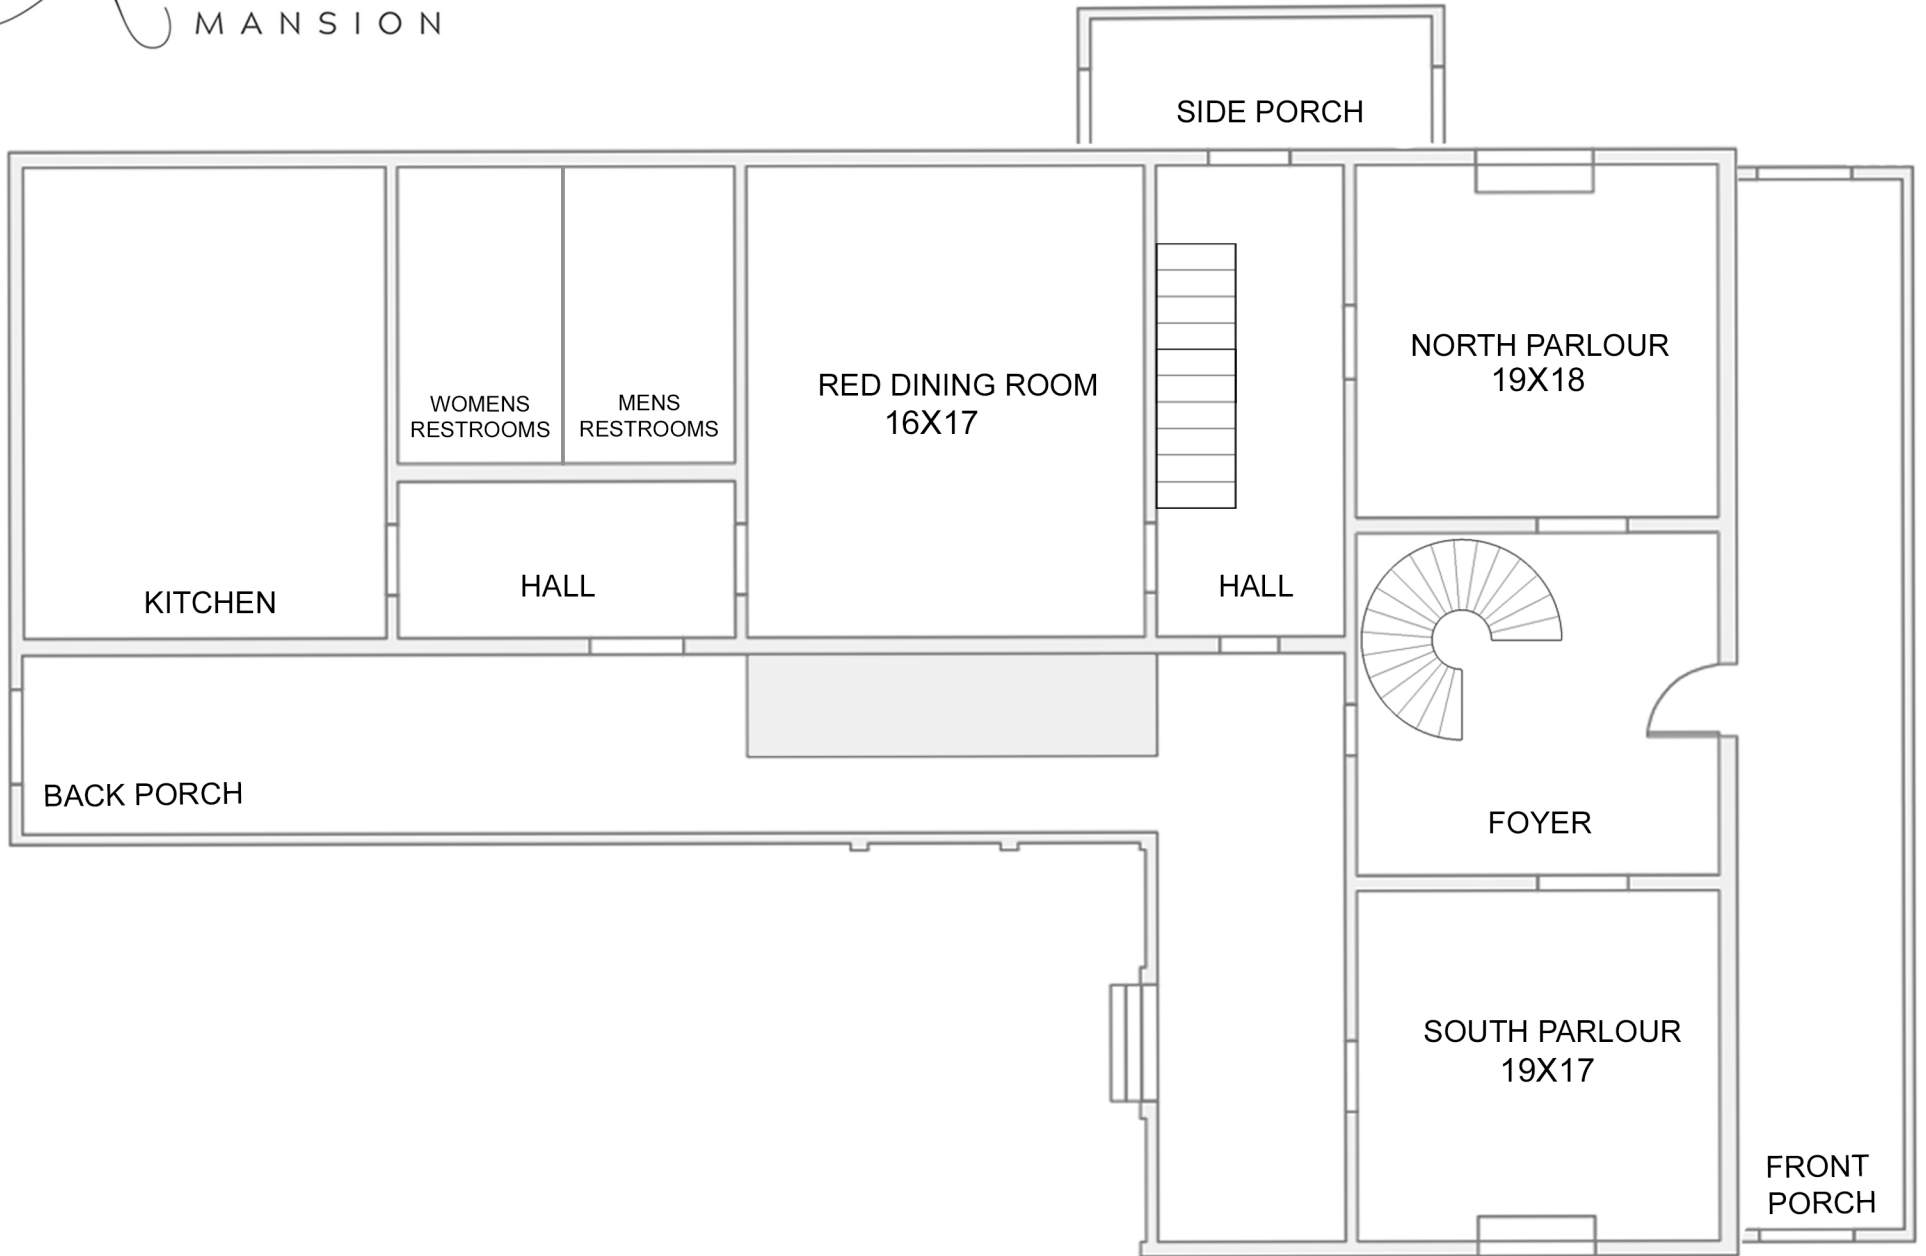 MANSION
SIDE PORCH
NORTH PARLOUR
19X18
RED DINING ROOM
16X17
WOMENS
RESTROOMS
MENS
RESTROOMS
KITCHEN
HALL
HALL
BACK PORCH
FOYER
SOUTH PARLOUR
19X17
FRONT
PORCH